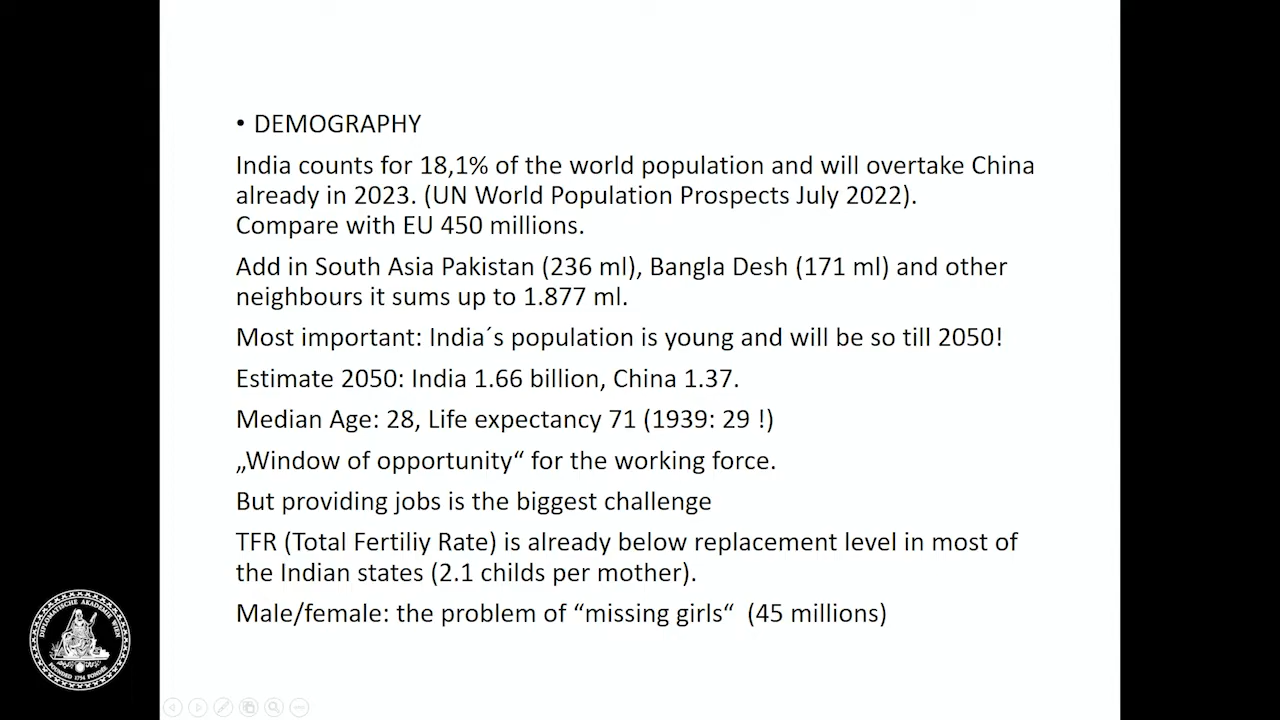 • DEMOGRAPHY
India counts for 18,1% of the world population and will overtake China
already in 2023. (UN World Population Prospects July 2022).
Compare with EU 450 millions.
Add in South Asia Pakistan (236 ml), Bangla Desh (171 ml) and other
neighbours it sums up to 1.877 ml.
Most important: India´s population is young and will be so till 2050!
Estimate 2050: India 1.66 billion, China 1.37.
Median Age: 28, Life expectancy 71 (1939: 29 !)
„Window of opportunity“ for the working force.
But providing jobs is the biggest challenge
TFR (Total Fertiliy Rate) is already below replacement level in most of
the Indian states (2.1 childs per mother).
Male/female: the problem of “missing girls“ (45 millions)
DIPLOMATISCHE AKADEMIE WIEN
FOUNDED 1754 FONDÉE